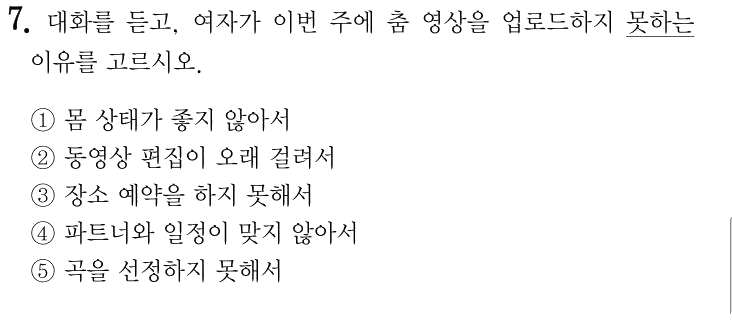 7. 대화를 듣고, 여자가 이번 주에 춤 영상을 업로드하지 못하는
이유를 고르시오.
① 몸 상태가 좋지 않아서
② 동영상 편집이 오래 걸려서
③ 장소 예약을 하지 못해서
④ 파트너와 일정이 맞지 않아서
⑤ 곡을 선정하지 못해서